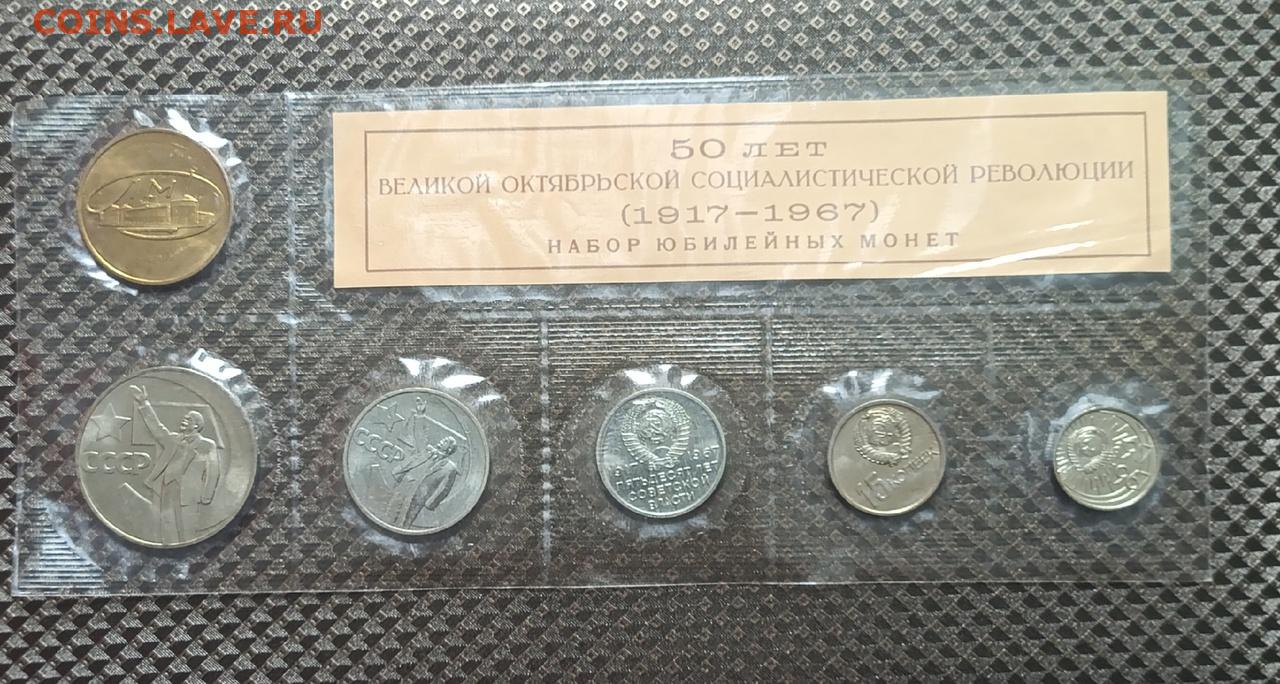 COINS.LAVE.RU
50 ЛЕТ
ВЕЛИКОЙ ОКТЯБРЬСКОЙ СОЦИАЛИСТИЧЕСКОЙ РЕВОЛЮЦИИ
(1917–1967)
НАБОР ЮБИЛЕЙНЫХ МОНЕТ
М
СССР
СССР
1967
ПЯТЬДЕСЯТ ЛЕТ
СОВЕТСКОЙ
ВЛАСТИ
15 КОПЕЕК